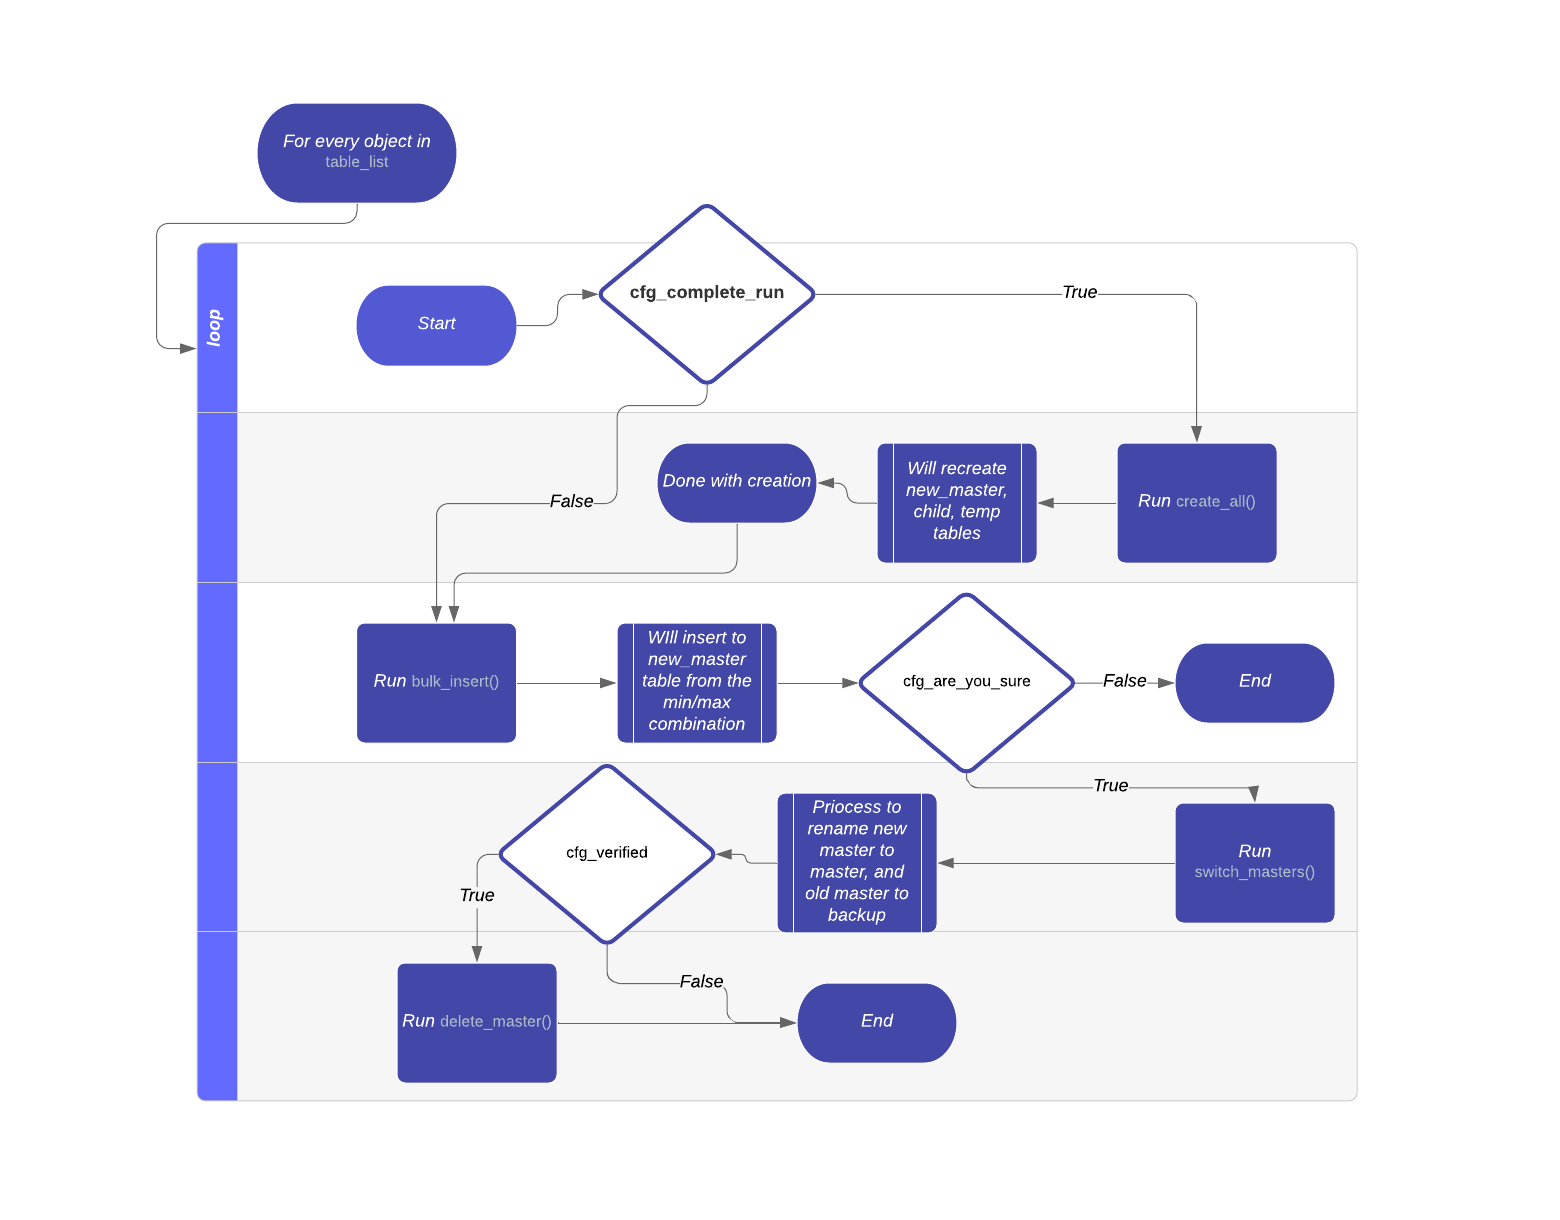 For every object in
table_list
loop
Start
cfg_complete_run
True
False
Done with creation
Will recreate
new_master,
child, temp
tables
Run create_all()
Run bulk_insert()
WIll insert to
new_master
table from the
min/max
combination
cfg_are_you_sure
False
End
True
cfg_verified
Priocess to
rename new
master to
master, and
old master to
backup
Run
switch_masters()
True
False
Run delete_master()
End